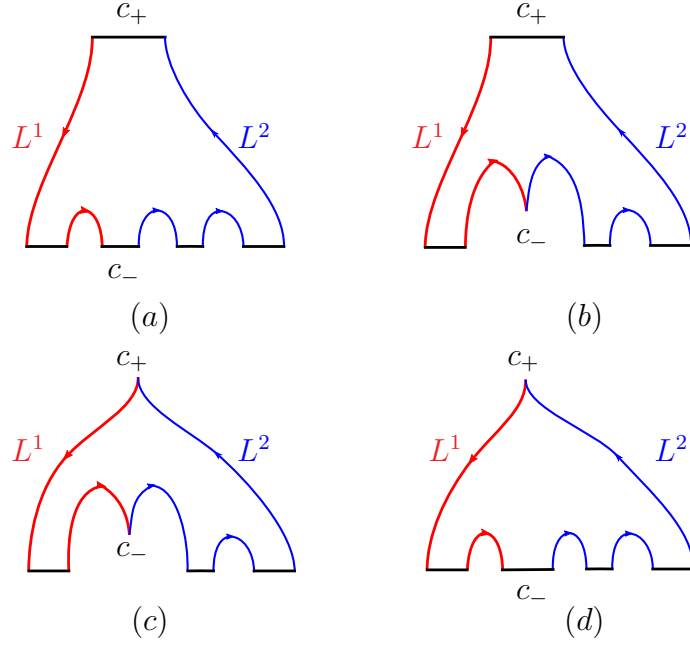 c₊ c₊
L¹ L² L¹ L²
c₋ c₋
(a) (b)
c₊ c₊
L¹ L² L¹ L²
c₋ c₋
(c) (d)